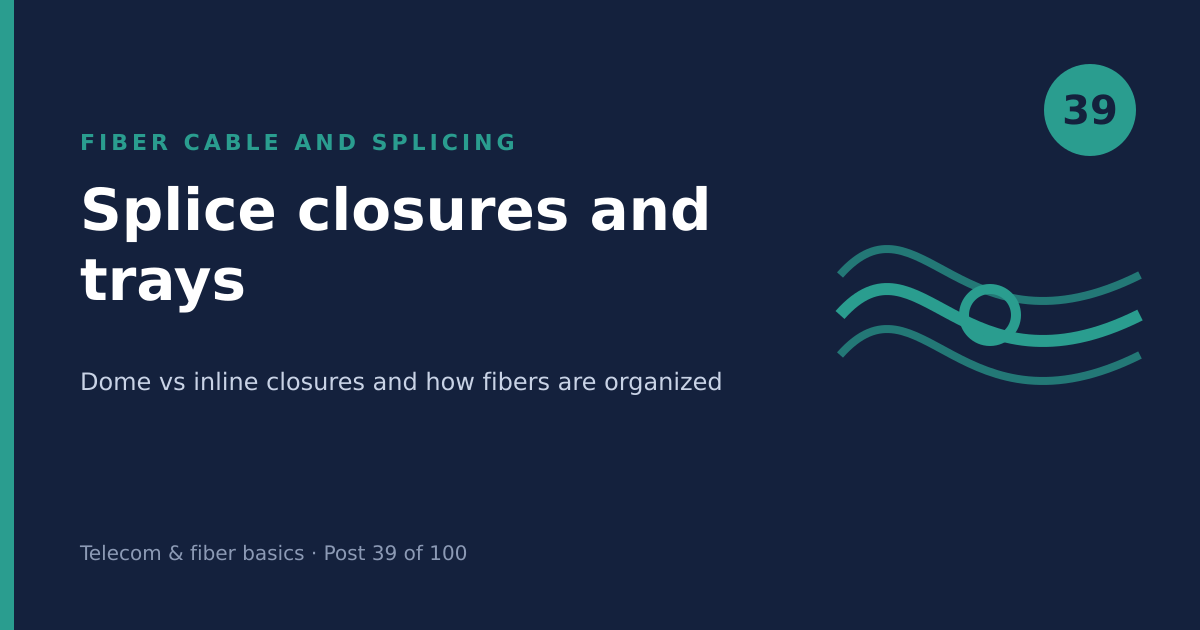 39
FIBER CABLE AND SPLICING
Splice closures and
trays
Dome vs inline closures and how fibers are organized
Telecom & fiber basics · Post 39 of 100